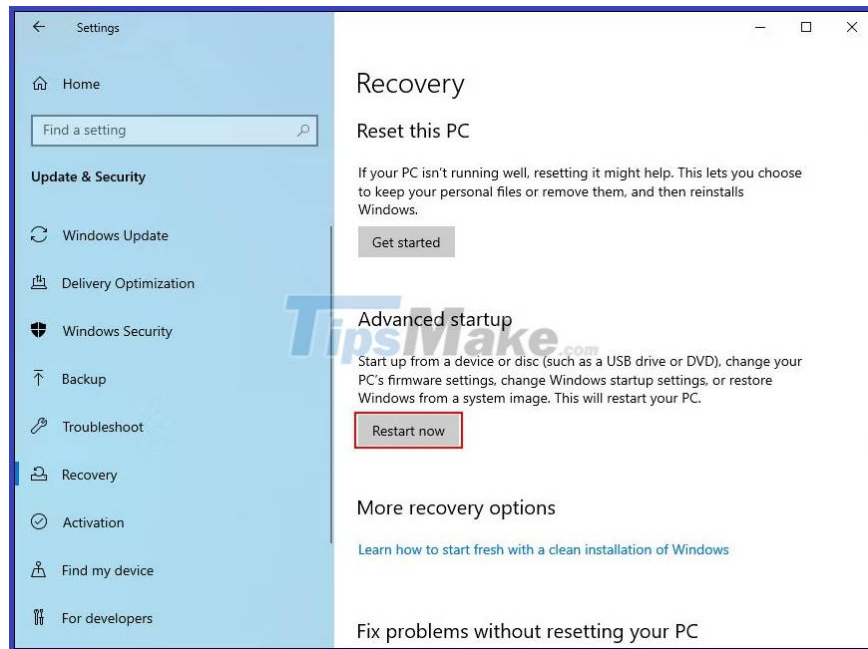 Settings
Home
Find a setting
Update & Security
Windows Update
Delivery Optimization
Windows Security
Backup
Troubleshoot
Recovery
Activation
Find my device
For developers
Recovery
Reset this PC
If your PC isn't running well, resetting it might help. This lets you choose
to keep your personal files or remove them, and then reinstalls
Windows.
Get started
TipsMake.com
Advanced startup
Start up from a device or disc (such as a USB drive or DVD), change your
PC's firmware settings, change Windows startup settings, or restore
Windows from a system image. This will restart your PC.
Restart now
More recovery options
Learn how to start fresh with a clean installation of Windows
Fix problems without resetting your PC